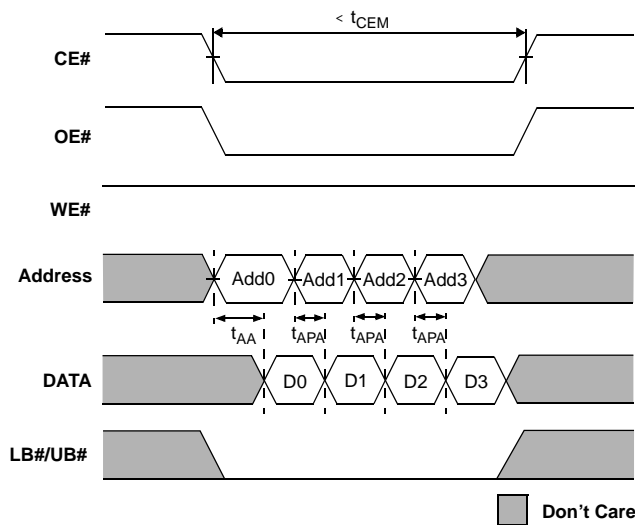 < tCEM
CE#
OE#
WE#
Address
Add0 Add1 Add2 Add3
tAA tAPA tAPA tAPA
DATA
D0 D1 D2 D3
LB#/UB#
Don't Care